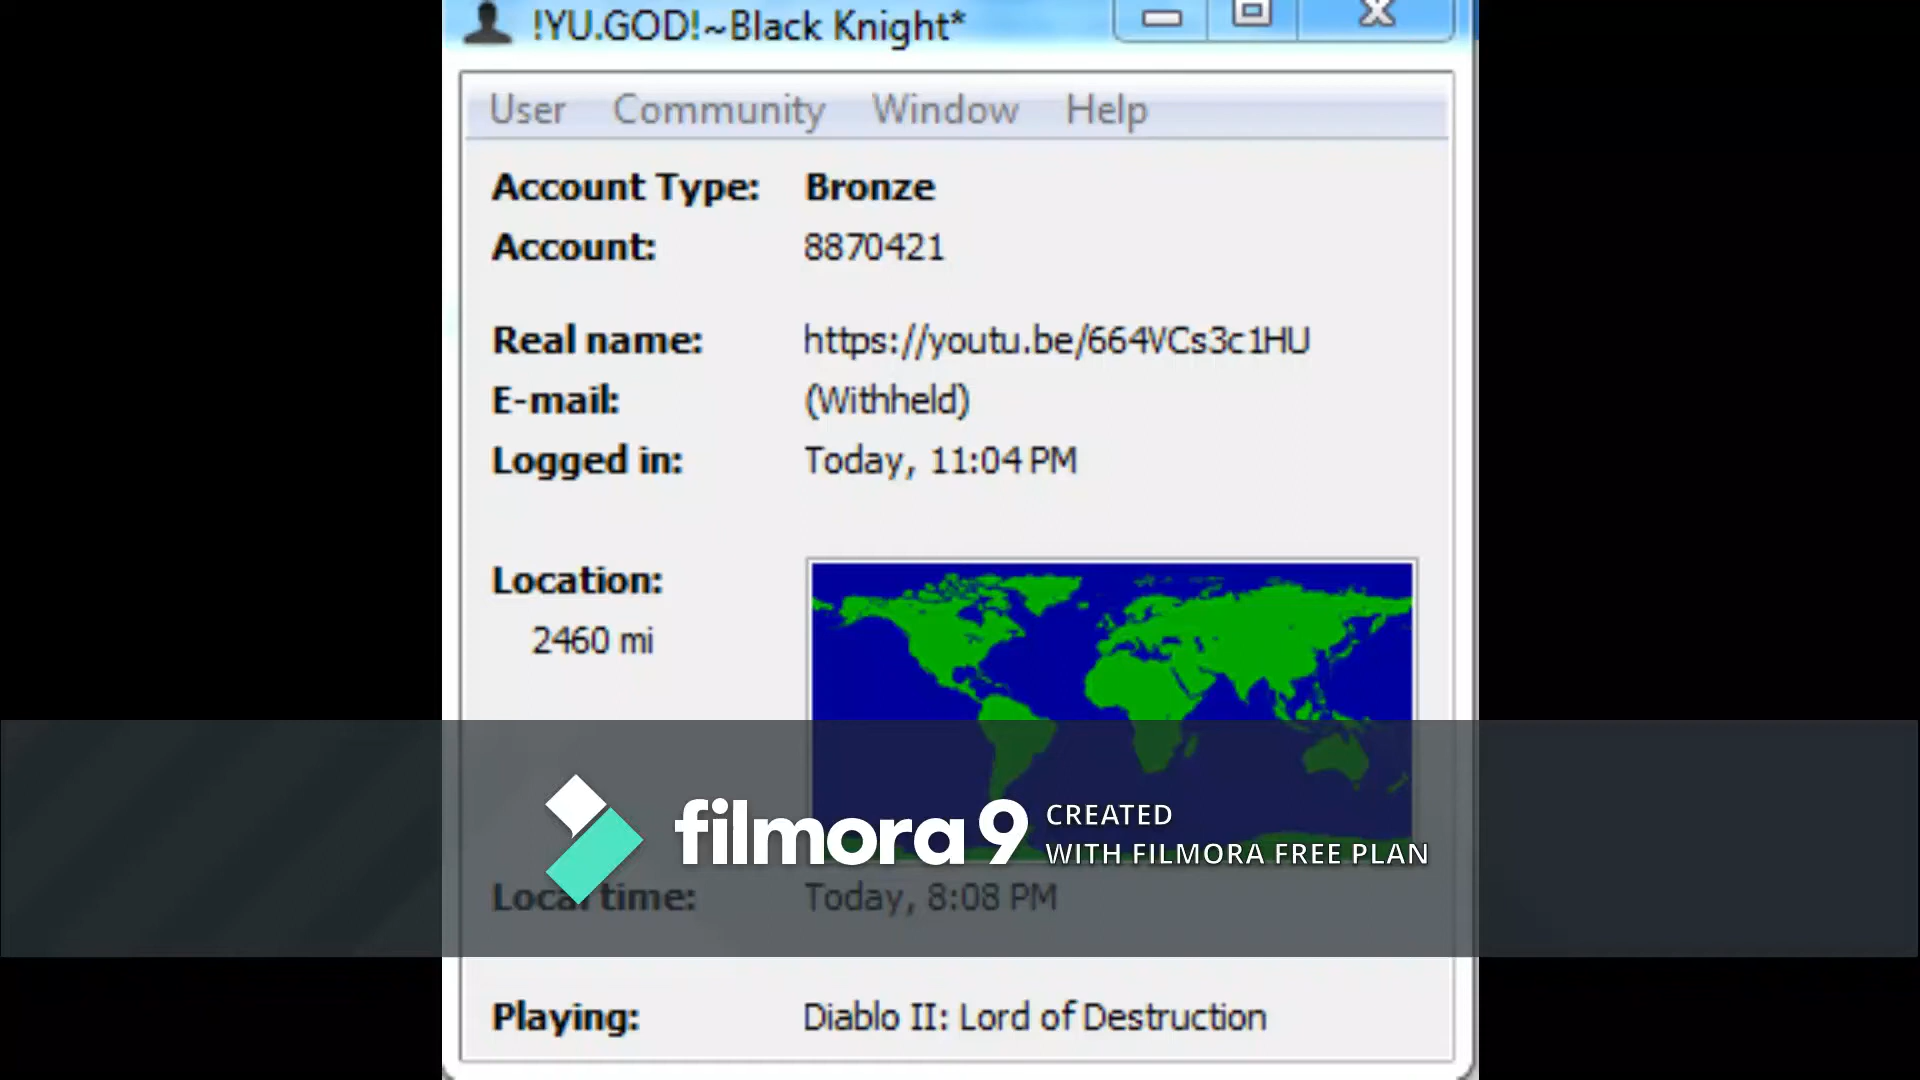 !YU.GOD!~Black Knight*
User Community Window Help
Account Type: Bronze
Account: 8870421
Real name: https://youtu.be/664VCs3c1HU
E-mail: (Withheld)
Logged in: Today, 11:04 PM
Location:
2460 mi
filmora9 CREATED
WITH FILMORA FREE PLAN
Local time: Today, 8:08 PM
Playing: Diablo II: Lord of Destruction